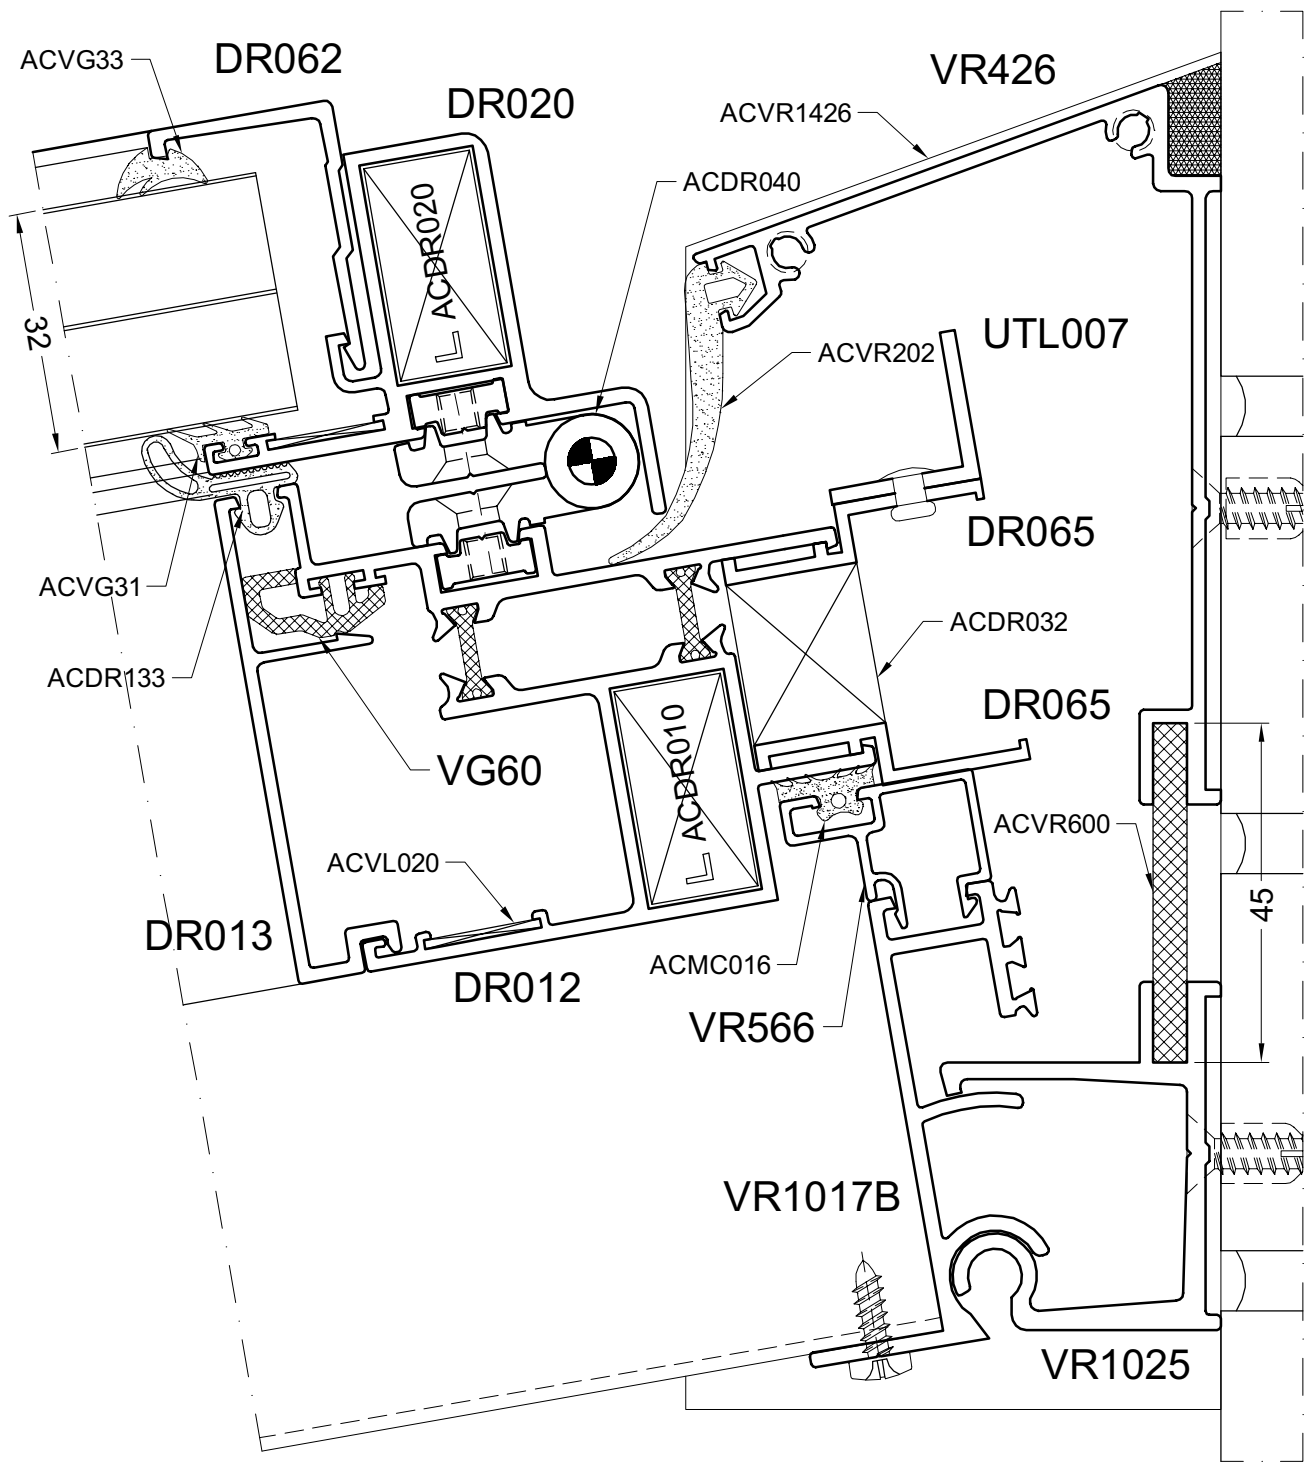 ACVG33
DR062
DR020
VR426
ACVR1426
ACDR040
ACDR020
32
UTL007
ACVR202
DR065
ACVG31
ACDR133
ACDR032
DR065
VG60
ACDR010
ACVR600
ACVL020
45
DR013
DR012
ACMC016
VR566
VR1017B
VR1025